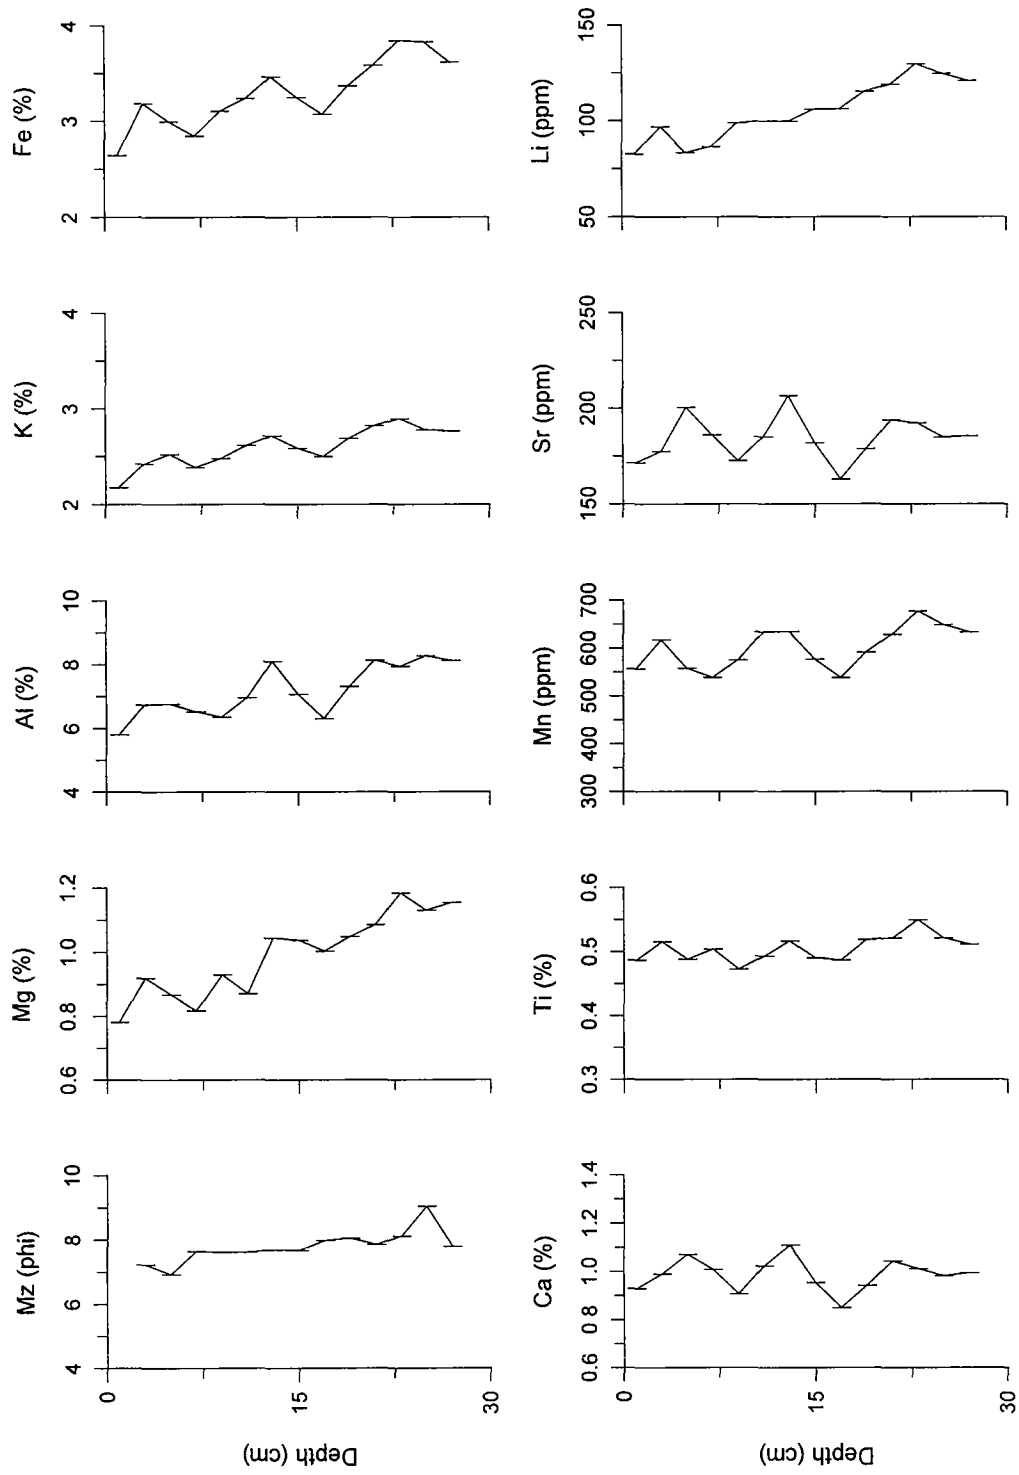 Mz (phi)
Mg (%)
Al (%)
K (%)
Fe (%)
4 6 8 10
0.6 0.8 1.0 1.2
4 6 8 10
2 3 4
2 3 4
0
15
30
Depth (cm)
Ca (%)
Ti (%)
Mn (ppm)
Sr (ppm)
Li (ppm)
0.6 0.8 1.0 1.2 1.4
0.3 0.4 0.5 0.6
300 400 500 600 700
150 200 250
50 100 150
0
15
30
Depth (cm)